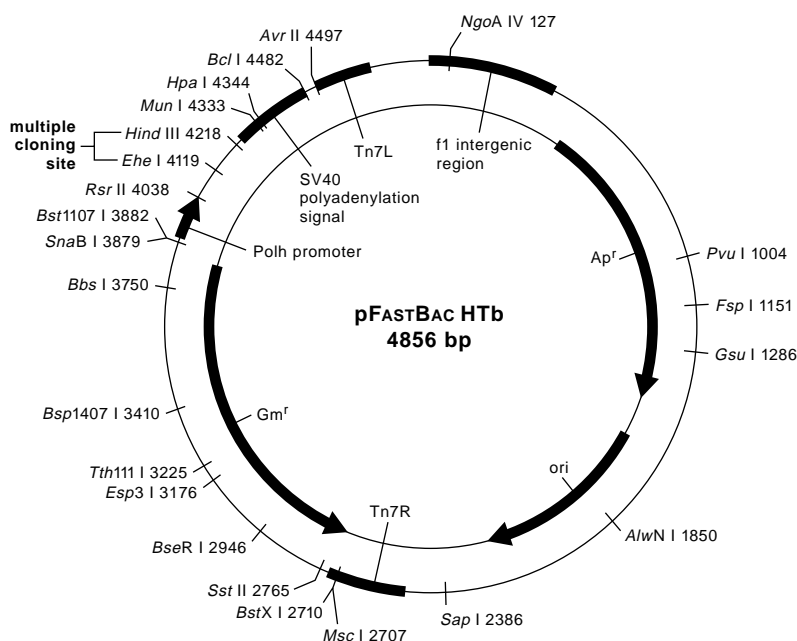 NgoA IV 127
Avr II 4497
Bcl I 4482
Hpa I 4344
Mun I 4333
multiple
cloning
site
Hind III 4218
Ehe I 4119
Rsr II 4038
Bst1107 I 3882
SnaB I 3879
Bbs I 3750
Tn7L
f1 intergenic
region
SV40
polyadenylation
signal
Polh promoter
Apr
Pvu I 1004
Fsp I 1151
Gsu I 1286
pFASTBAC HTb
4856 bp
Bsp1407 I 3410
Gmr
Tth111 I 3225
Esp3 I 3176
ori
Tn7R
AlwN I 1850
BseR I 2946
Sst II 2765
BstX I 2710
Msc I 2707
Sap I 2386